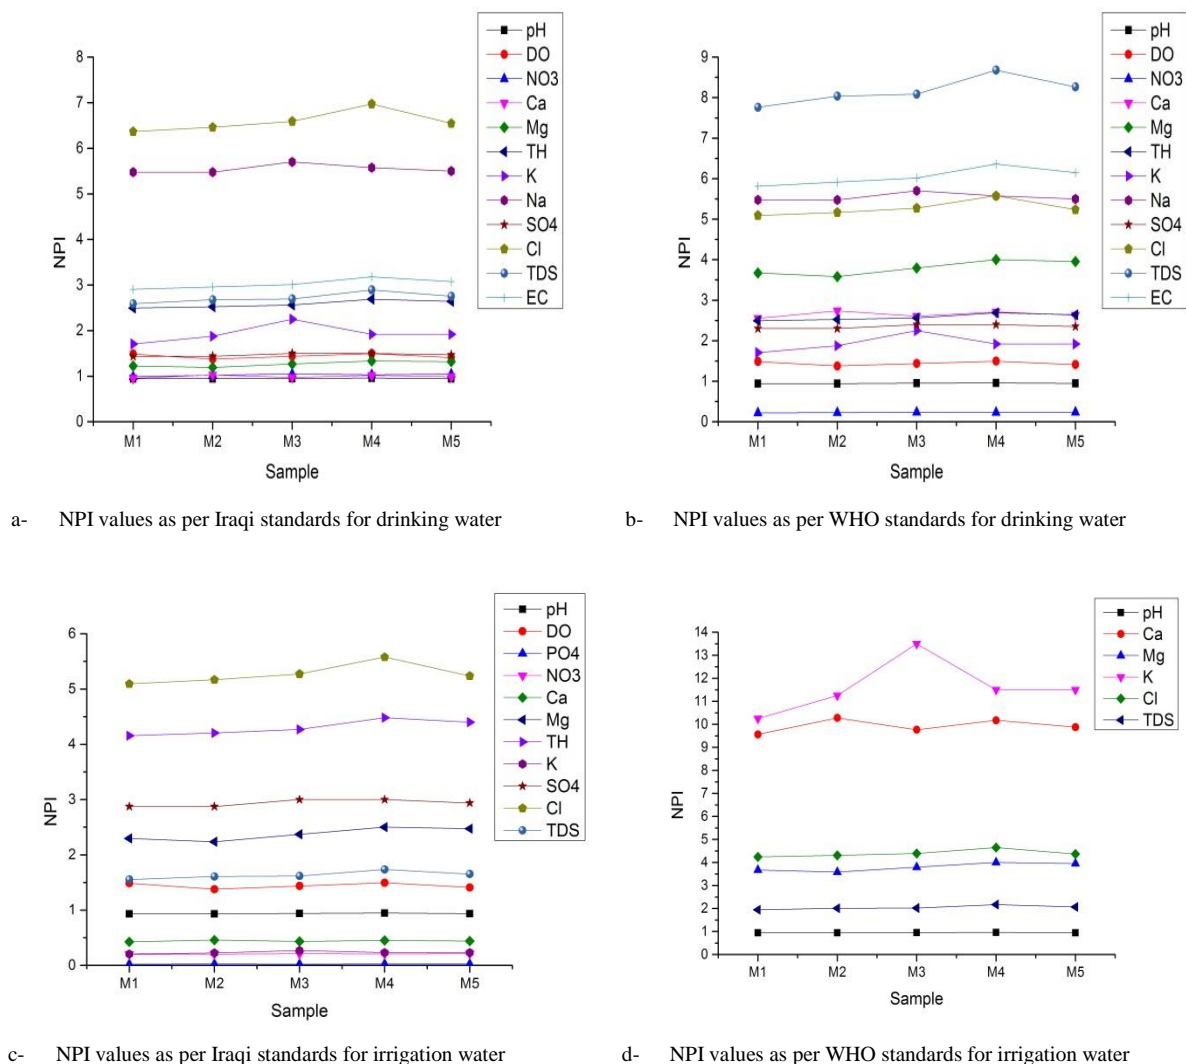 pH
DO
NO3
Ca
Mg
TH
K
Na
SO4
Cl
TDS
EC
8
7
6
5
4
3
2
1
0
NPI
M1 M2 M3 M4 M5
Sample
a- NPI values as per Iraqi standards for drinking water
pH
DO
NO3
Ca
Mg
TH
K
Na
SO4
Cl
TDS
EC
9
8
7
6
5
4
3
2
1
0
NPI
M1 M2 M3 M4 M5
Sample
b- NPI values as per WHO standards for drinking water
pH
DO
PO4
NO3
Ca
Mg
TH
K
SO4
Cl
TDS
6
5
4
3
2
1
0
NPI
M1 M2 M3 M4 M5
Sample
c- NPI values as per Iraqi standards for irrigation water
pH
Ca
Mg
K
Cl
TDS
14
13
12
11
10
9
8
7
6
5
4
3
2
1
0
NPI
M1 M2 M3 M4 M5
Sample
d- NPI values as per WHO standards for irrigation water